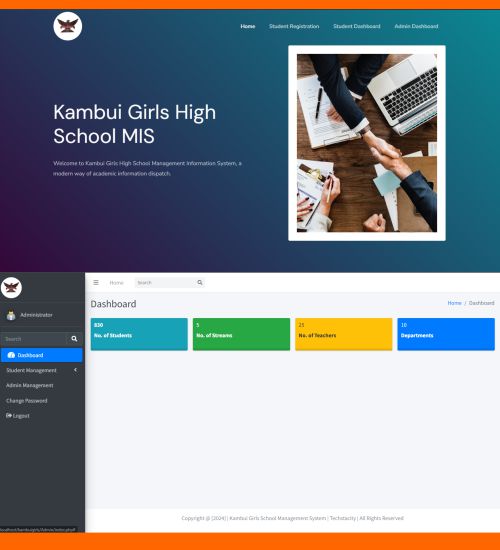 Home Student Registration Student Dashboard Admin Dashboard
Kambui Girls High
School MIS
Welcome to Kambui Girls High School Management Information System, a
modern way of academic information dispatch.
Home Search
Administrator
Dashboard
Home / Dashboard
830
No. of Students
5
No. of Streams
25
No. of Teachers
10
Departments
Search
Dashboard
Student Management
Admin Management
Change Password
Logout
Copyright @ [2024] | Kambui Girls School Management System | Techstacity | All Rights Reserved
localhost/kambuigirls/Admin/index.php#